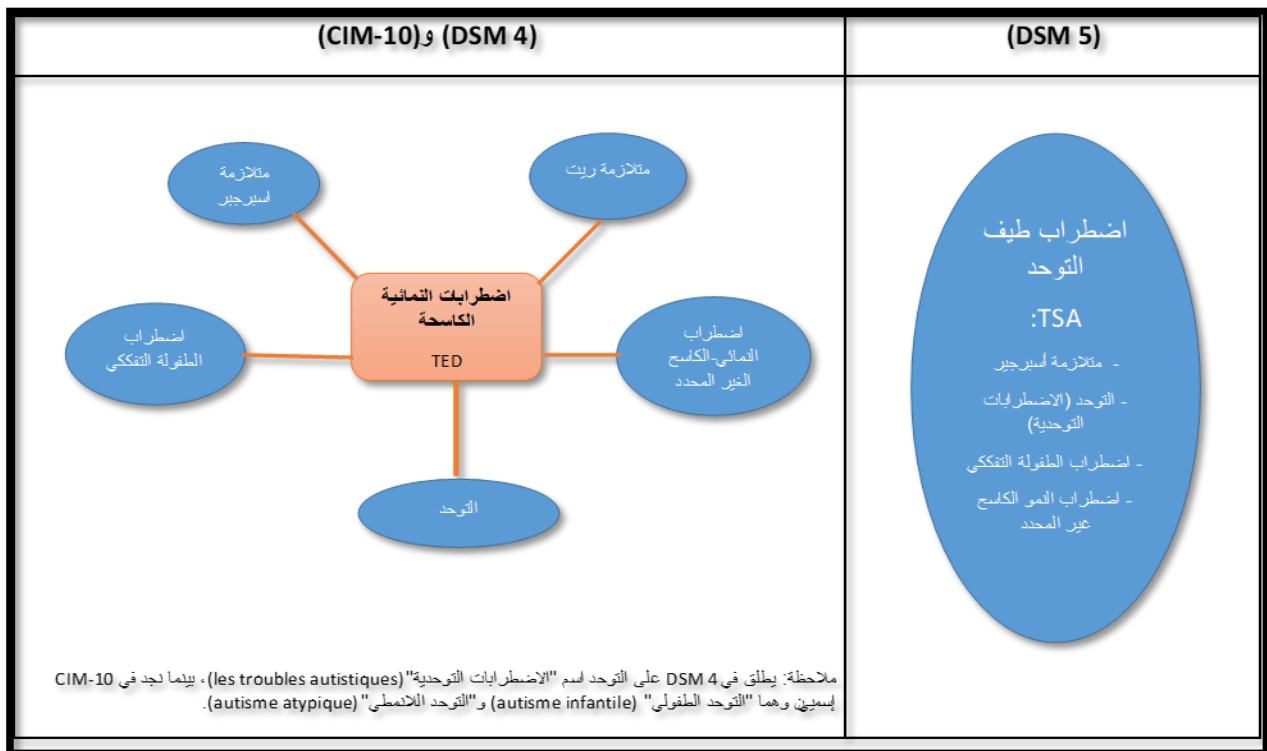 (DSM 4) و(CIM-10)
(DSM 5)
متلازمة
اسبرجبر
متلازمة ريت
اضطرابات النمائية
الكاسحة
TED
اضطراب
الطفولة التفككي
اضطراب
النمائي-الكاسح
الغير المحدد
التوحد
ملاحظة: يطلق في DSM 4 على التوحد اسم "الاضطرابات التوحدية" (les troubles autistiques)، بينما نجد في CIM-10
إسميين وهما "التوحد الطفولي" (autisme infantile) و"التوحد اللانمطي" (autisme atypique).
اضطراب طيف
التوحد
TSA:
- متلازمة أسبرجير
- التوحد (الاضطرابات
التوحدية)
- اضطراب الطفولة التفككي
- اضطراب النمو الكاسح
غير المحدد